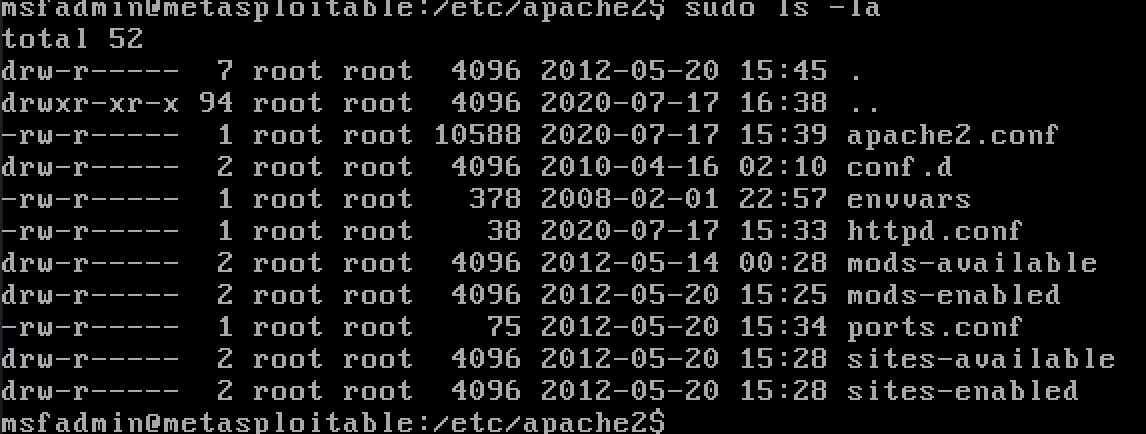 msfadmin@metasploitable:/etc/apache2$ sudo ls -la
total 52
drw-r-----  7 root root  4096 2012-05-20 15:45 .
drwxr-xr-x 94 root root  4096 2020-07-17 16:38 ..
-rw-r-----  1 root root 10588 2020-07-17 15:39 apache2.conf
drw-r-----  2 root root  4096 2010-04-16 02:10 conf.d
-rw-r-----  1 root root   378 2008-02-01 22:57 envvars
-rw-r-----  1 root root    38 2020-07-17 15:33 httpd.conf
drw-r-----  2 root root  4096 2012-05-14 00:28 mods-available
drw-r-----  2 root root  4096 2012-05-20 15:25 mods-enabled
-rw-r-----  1 root root    75 2012-05-20 15:34 ports.conf
drw-r-----  2 root root  4096 2012-05-20 15:28 sites-available
drw-r-----  2 root root  4096 2012-05-20 15:28 sites-enabled
msfadmin@metasploitable:/etc/apache2$